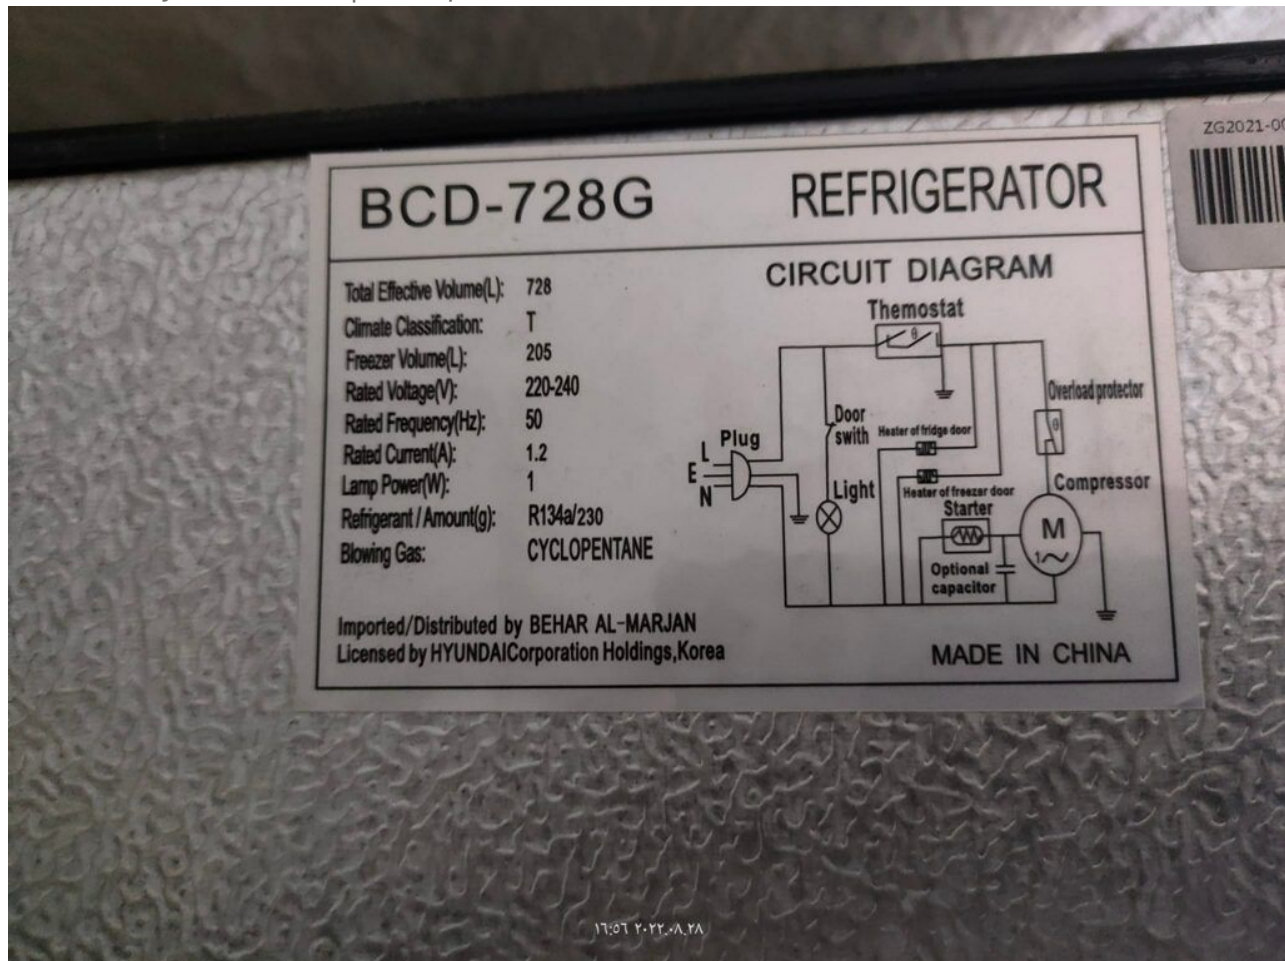 BCD-728G REFRIGERATOR
ZG2021-00
Total Effective Volume(L): 728
Climate Classification: T
Freezer Volume(L): 205
Rated Voltage(V): 220-240
Rated Frequency(Hz): 50
Rated Current(A): 1.2
Lamp Power(W): 1
Refrigerant / Amount(g): R134a/230
Blowing Gas: CYCLOPENTANE
Imported/Distributed by BEHAR AL-MARJAN
Licensed by HYUNDAICorporation Holdings,Korea
CIRCUIT DIAGRAM
Themostat
θ
Overload protector
θ
Door
swith
Heater of fridge door
Plug
L
E
N
Light
Heater of freezer door
Compressor
Starter
M
1~
Optional
capacitor
MADE IN CHINA
١٦:٥٦ ٢٠٢٢.٠٨.٢٨